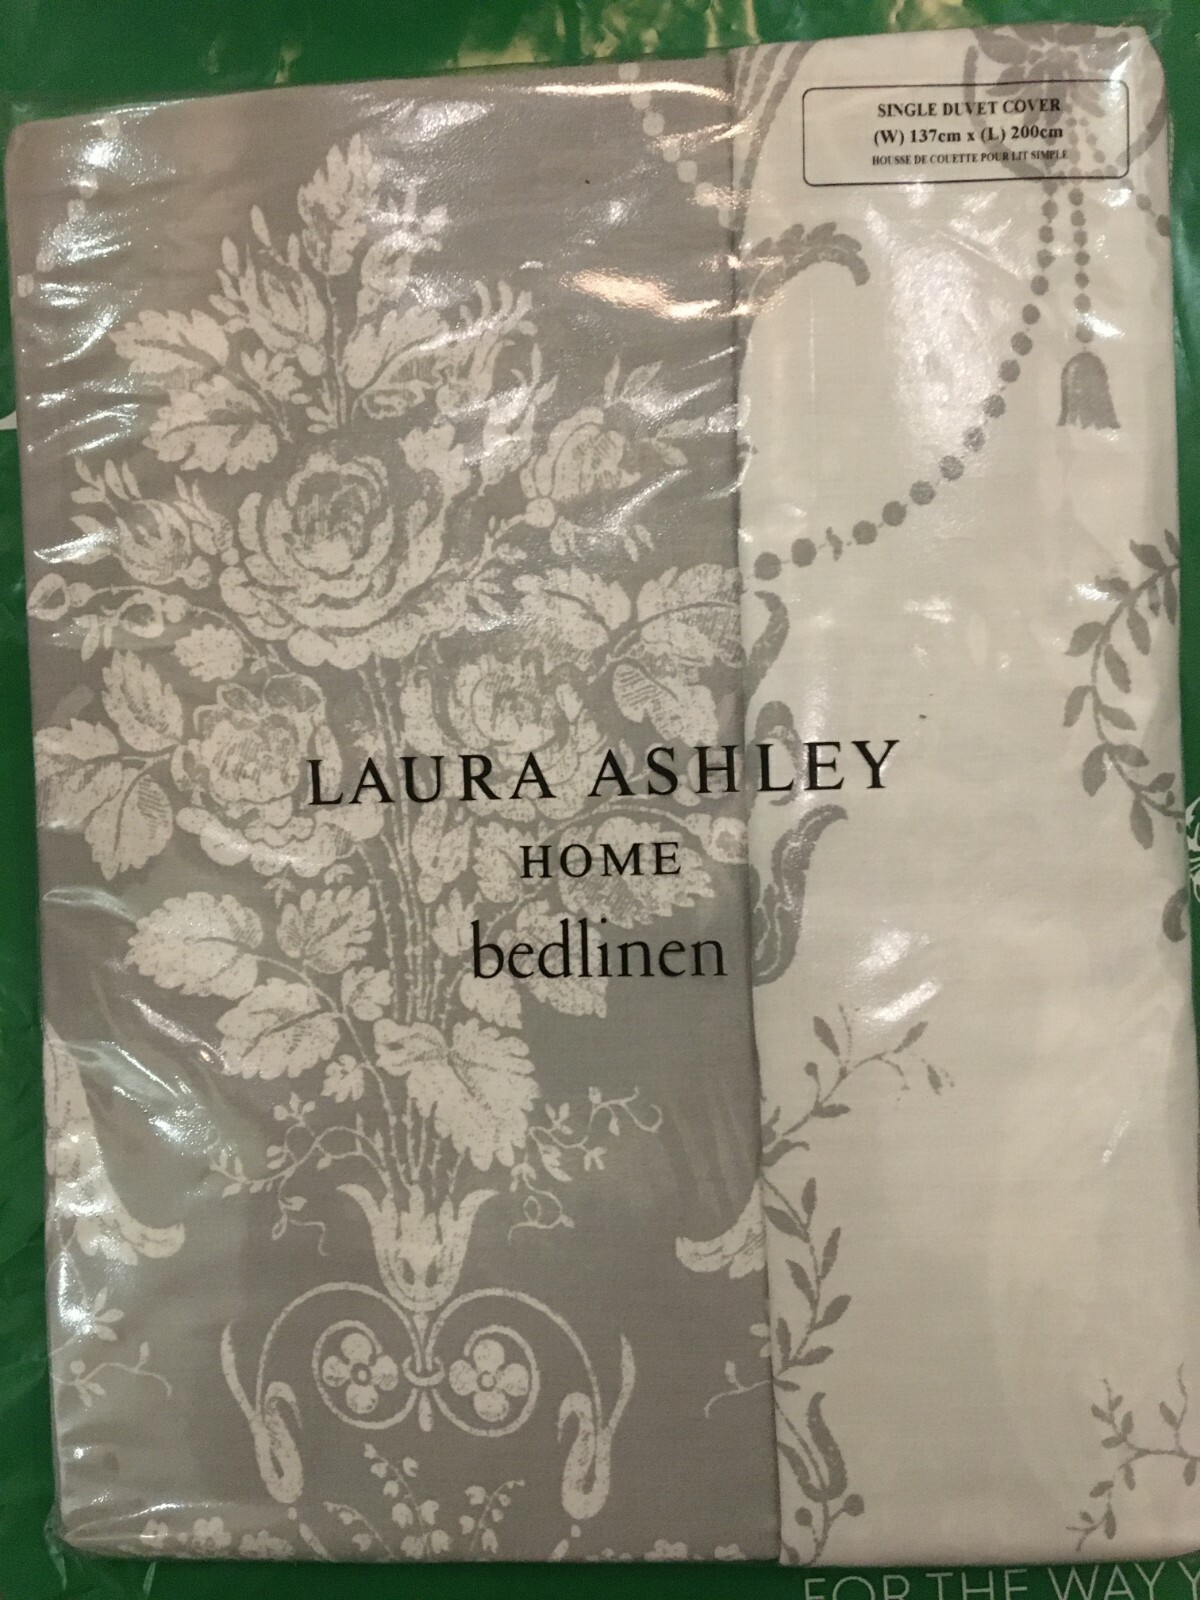 SINGLE DUVET COVER
(W) 137cm x (L) 200cm
HOUSSE DE COUETTE POUR LIT SIMPLE
LAURA ASHLEY
HOME
bedlinen
FOR THE WAY Y